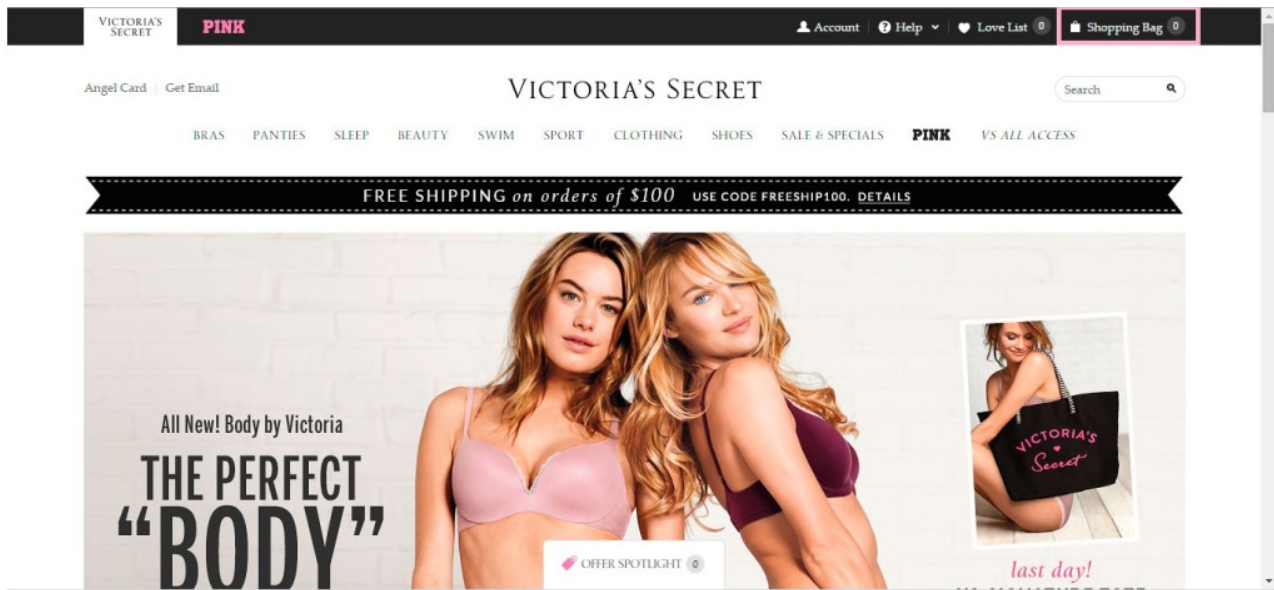 VICTORIA'S
SECRET
PINK
Account
Help
Love List 0
Shopping Bag 0
Angel Card
Get Email
VICTORIA'S SECRET
Search
BRAS PANTIES SLEEP BEAUTY SWIM SPORT CLOTHING SHOES SALE & SPECIALS PINK VS ALL ACCESS
FREE SHIPPING on orders of $100 USE CODE FREESHIP100. DETAILS
All New! Body by Victoria
THE PERFECT
“BODY”
VICTORIA'S
Secret
OFFER SPOTLIGHT 0
last day!